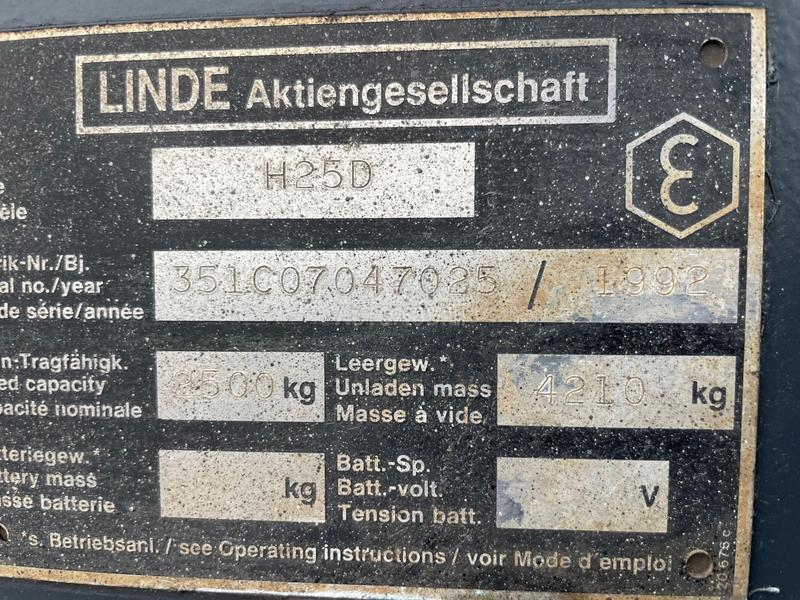 LINDE Aktiengesellschaft
H25D
èle
rik-Nr./Bj.
al no./year
de série/année
351C07047025 / 1992
n-Tragfähigk.
ed capacity
pacité nominale
2500 kg
Leergew.*
Unladen mass
Masse à vide
4210 kg
tteriegew.*
ttery mass
sse batterie
kg
Batt.-Sp.
Batt.-volt.
Tension batt.
V
*s. Betriebsanl. / see Operating instructions / voir Mode d'emploi